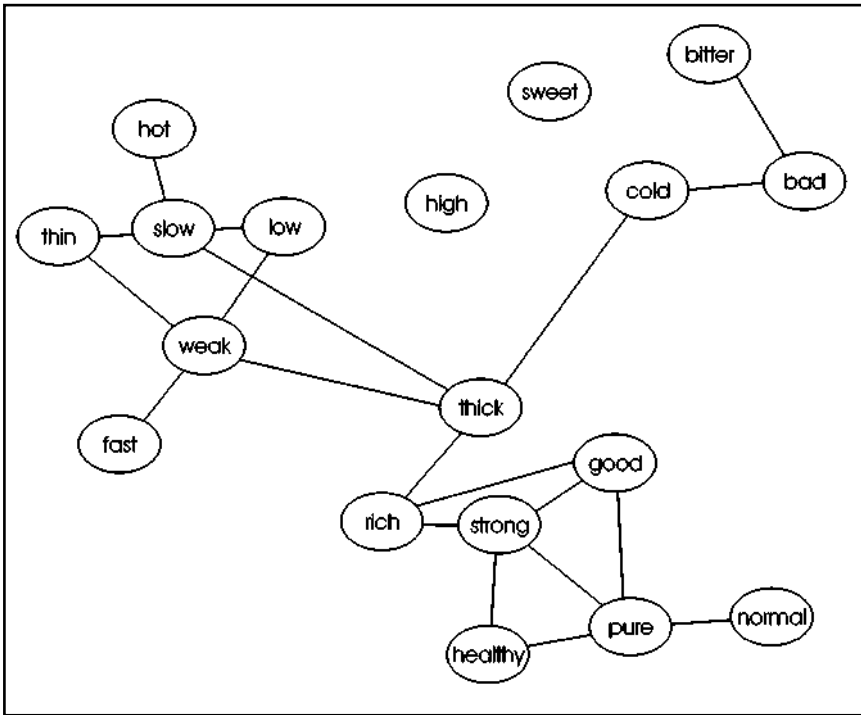 bitter
sweet
hot
bad
cold
high
low
slow
thin
weak
thick
fast
good
rich
strong
normal
pure
healthy